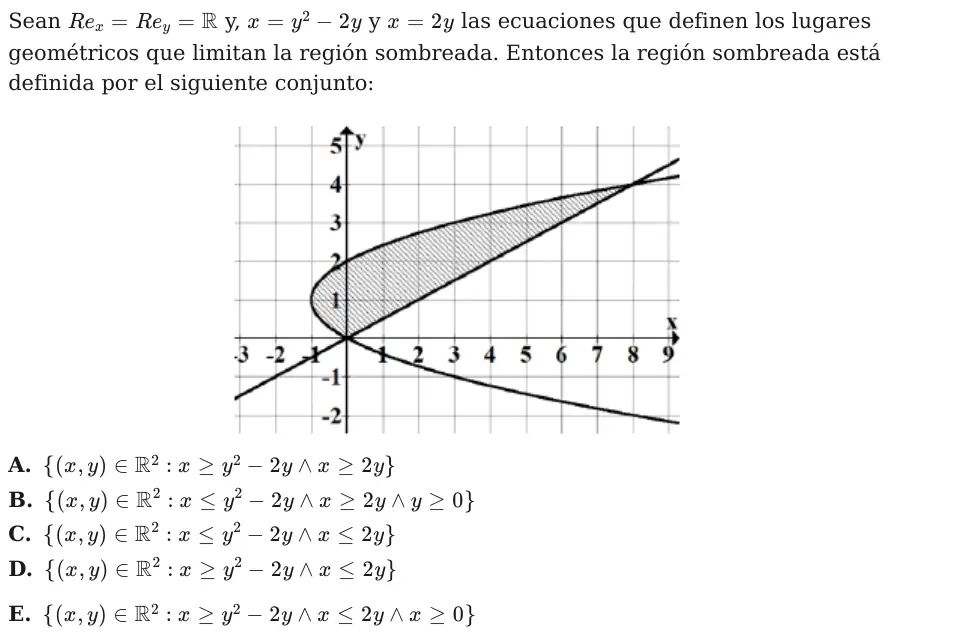 Sean $Re_x = Re_y = \mathbb{R}$ y, $x = y^2 - 2y$ y $x = 2y$ las ecuaciones que definen los lugares
geométricos que limitan la región sombreada. Entonces la región sombreada está
definida por el siguiente conjunto:
5 y
4
3
2
1
x
-3 -2 -1 1 2 3 4 5 6 7 8 9
-1
-2
A. $\{(x, y) \in \mathbb{R}^2 : x \geq y^2 - 2y \wedge x \geq 2y\}$
B. $\{(x, y) \in \mathbb{R}^2 : x \leq y^2 - 2y \wedge x \geq 2y \wedge y \geq 0\}$
C. $\{(x, y) \in \mathbb{R}^2 : x \leq y^2 - 2y \wedge x \leq 2y\}$
D. $\{(x, y) \in \mathbb{R}^2 : x \geq y^2 - 2y \wedge x \leq 2y\}$
E. $\{(x, y) \in \mathbb{R}^2 : x \geq y^2 - 2y \wedge x \leq 2y \wedge x \geq 0\}$